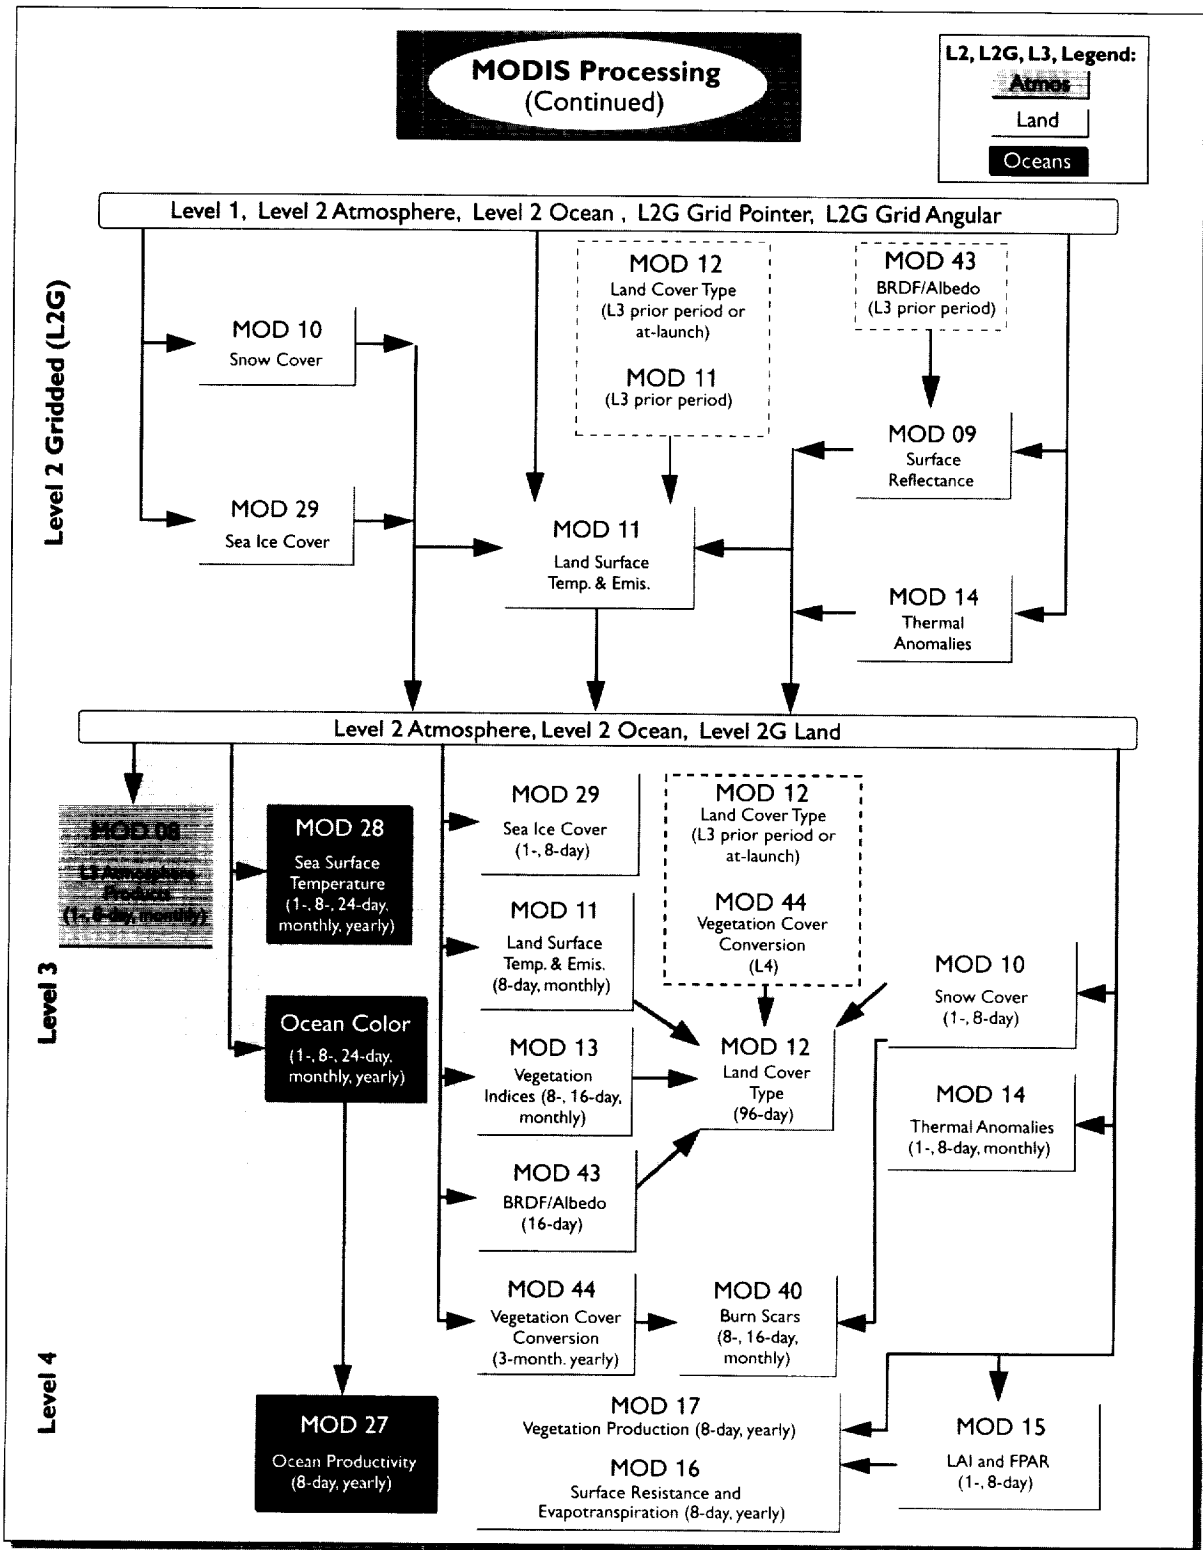 MODIS Processing
(Continued)
L2, L2G, L3, Legend:
Atmos
Land
Oceans
Level 1, Level 2 Atmosphere, Level 2 Ocean , L2G Grid Pointer, L2G Grid Angular
Level 2 Gridded (L2G)
MOD 10
Snow Cover
MOD 29
Sea Ice Cover
MOD 12
Land Cover Type
(L3 prior period or
at-launch)
MOD 11
(L3 prior period)
MOD 43
BRDF/Albedo
(L3 prior period)
MOD 09
Surface
Reflectance
MOD 11
Land Surface
Temp. & Emis.
MOD 14
Thermal
Anomalies
Level 2 Atmosphere, Level 2 Ocean, Level 2G Land
Level 3
MOD 08
L3 Atmosphere
Products
(1-, 8-day, monthly)
MOD 28
Sea Surface
Temperature
(1-, 8-, 24-day,
monthly, yearly)
Ocean Color
(1-, 8-, 24-day,
monthly, yearly)
MOD 29
Sea Ice Cover
(1-, 8-day)
MOD 11
Land Surface
Temp. & Emis.
(8-day, monthly)
MOD 13
Vegetation
Indices (8-, 16-day,
monthly)
MOD 43
BRDF/Albedo
(16-day)
MOD 12
Land Cover Type
(L3 prior period or
at-launch)
MOD 44
Vegetation Cover
Conversion
(L4)
MOD 12
Land Cover
Type
(96-day)
MOD 10
Snow Cover
(1-, 8-day)
MOD 14
Thermal Anomalies
(1-, 8-day, monthly)
Level 4
MOD 44
Vegetation Cover
Conversion
(3-month. yearly)
MOD 40
Burn Scars
(8-, 16-day,
monthly)
MOD 27
Ocean Productivity
(8-day, yearly)
MOD 17
Vegetation Production (8-day, yearly)
MOD 16
Surface Resistance and
Evapotranspiration (8-day, yearly)
MOD 15
LAI and FPAR
(1-, 8-day)